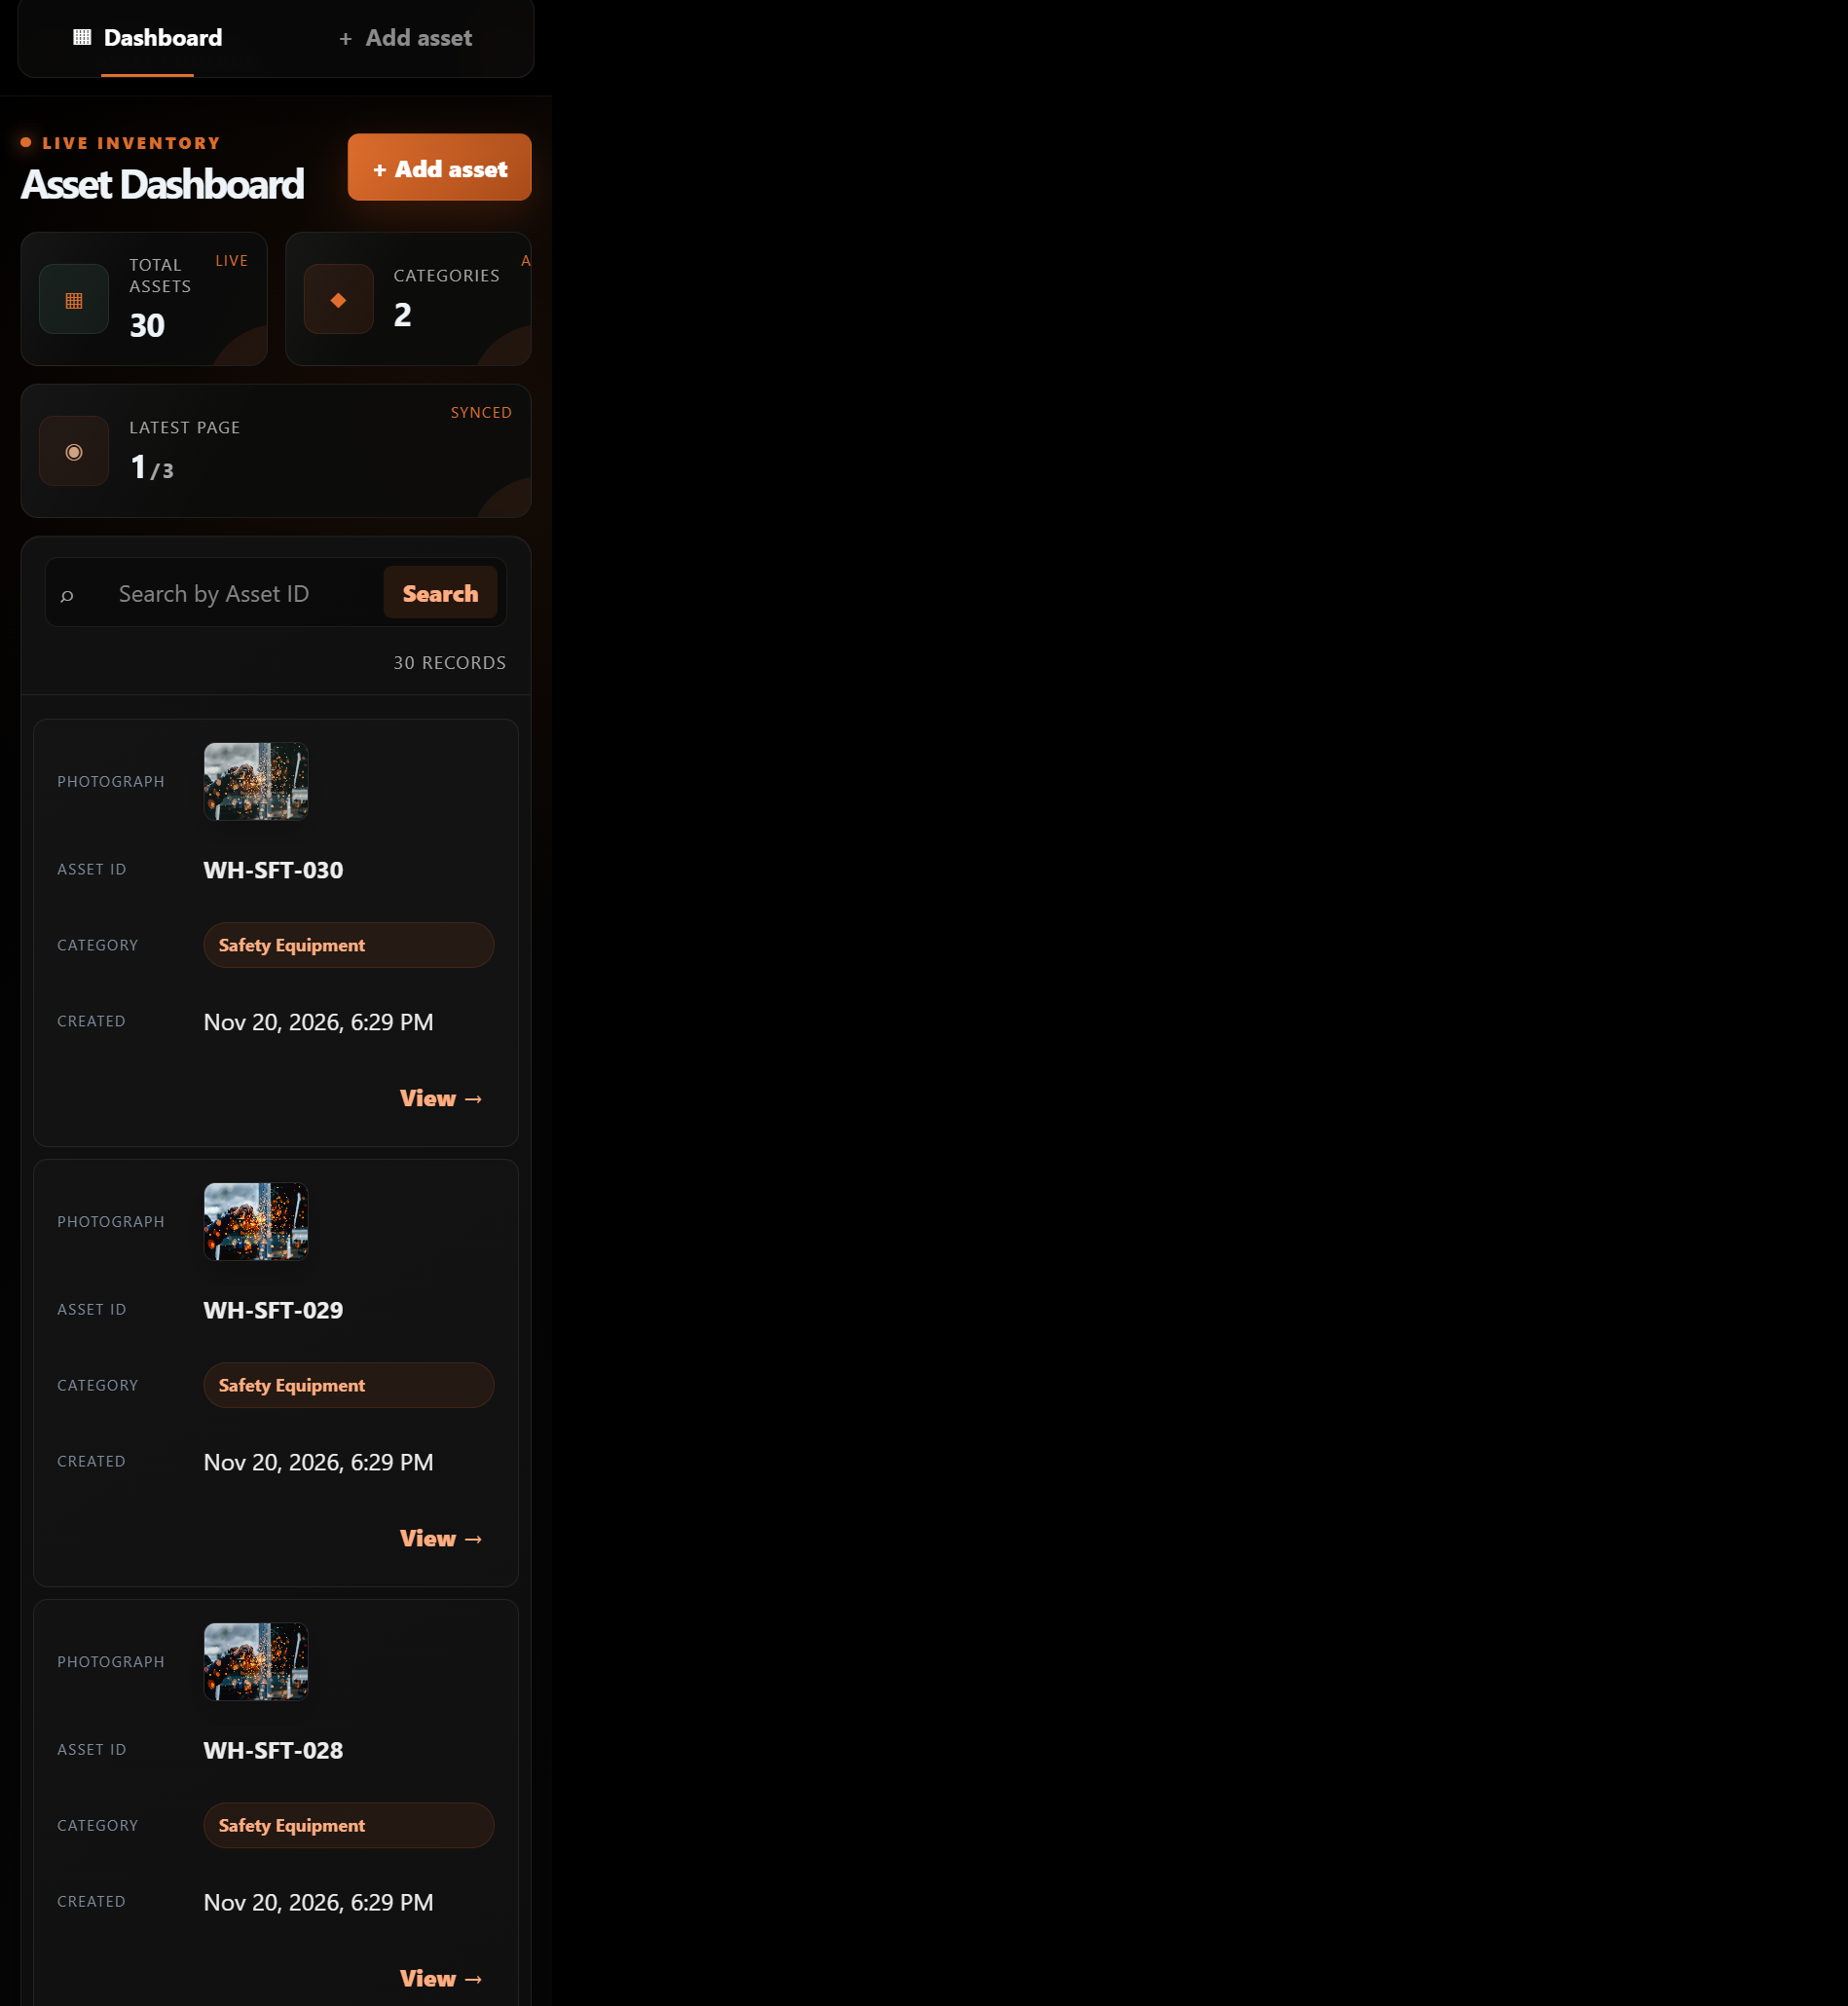 Dashboard
+ Add asset
LIVE INVENTORY
Asset Dashboard
+ Add asset
TOTAL ASSETS
LIVE
30
CATEGORIES
A
2
LATEST PAGE
SYNCED
1/3
Search by Asset ID
Search
30 RECORDS
PHOTOGRAPH
ASSET ID
WH-SFT-030
CATEGORY
Safety Equipment
CREATED
Nov 20, 2026, 6:29 PM
View →
PHOTOGRAPH
ASSET ID
WH-SFT-029
CATEGORY
Safety Equipment
CREATED
Nov 20, 2026, 6:29 PM
View →
PHOTOGRAPH
ASSET ID
WH-SFT-028
CATEGORY
Safety Equipment
CREATED
Nov 20, 2026, 6:29 PM
View →